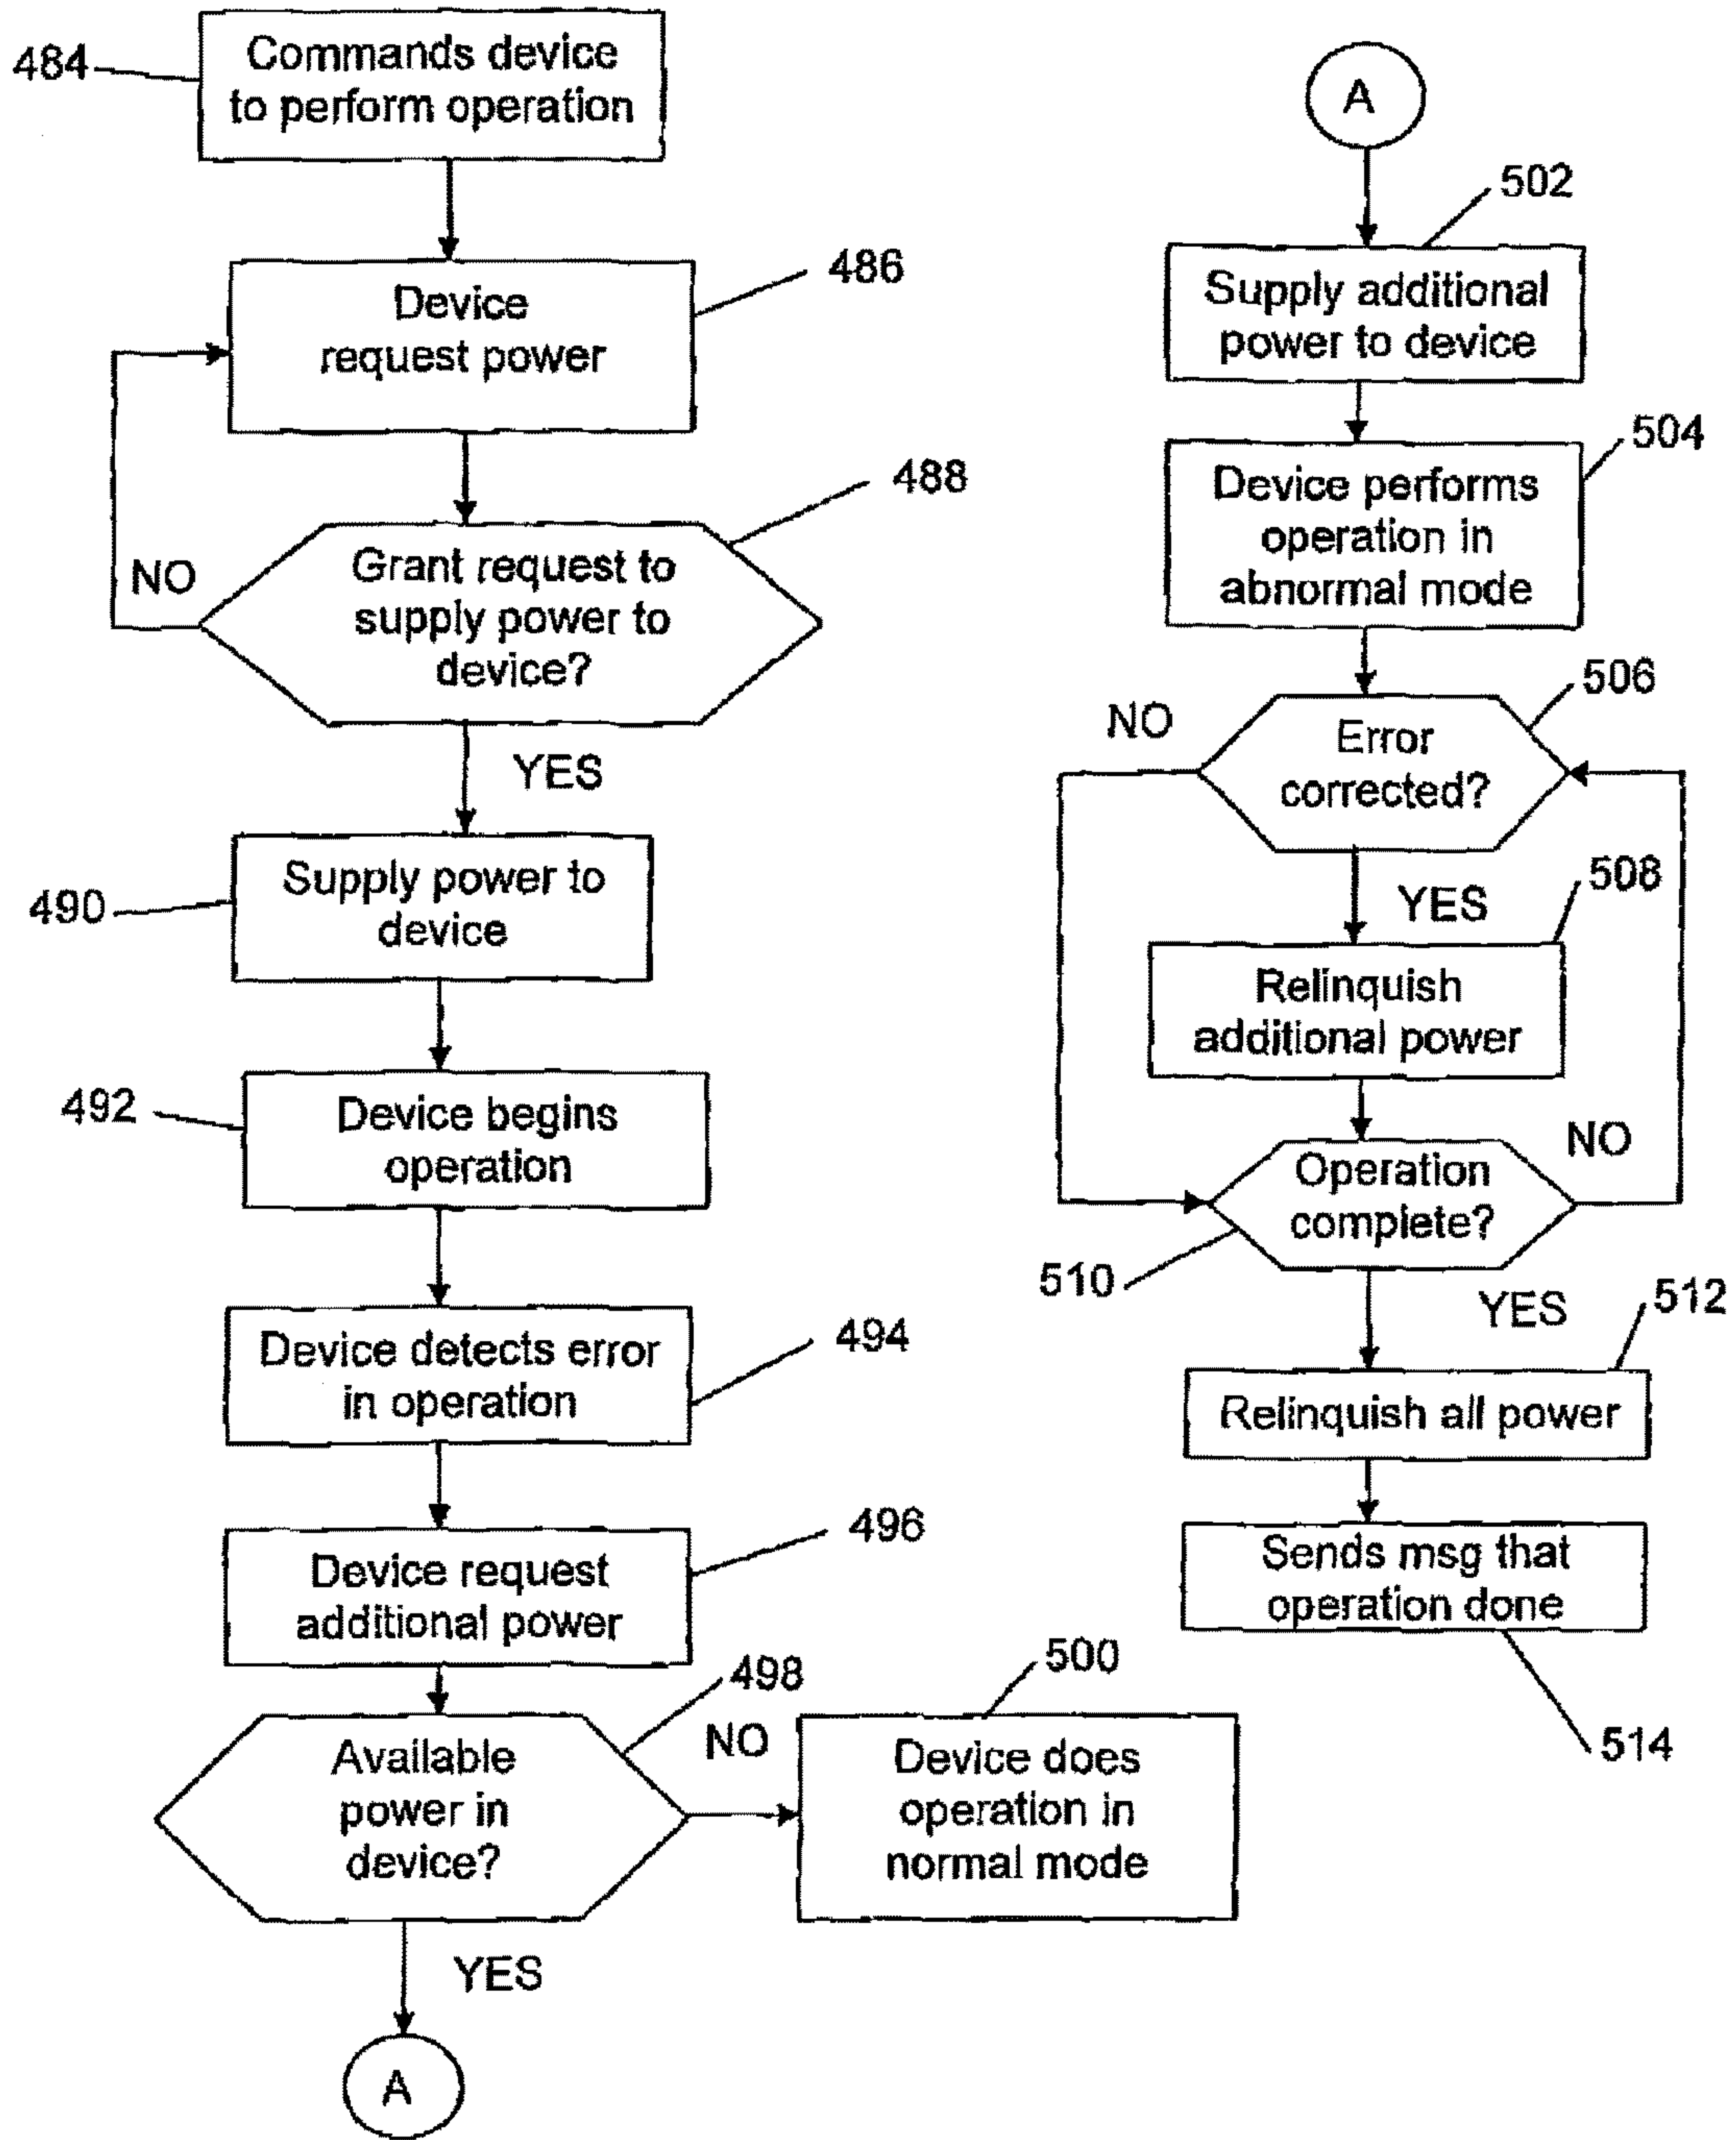 484
Commands device
to perform operation
486
Device
request power
488
NO
Grant request to
supply power to
device?
YES
490
Supply power to
device
492
Device begins
operation
494
Device detects error
in operation
496
Device request
additional power
498
Available
power in
device?
NO
500
Device does
operation in
normal mode
YES
A
A
502
Supply additional
power to device
504
Device performs
operation in
abnormal mode
506
NO
Error
corrected?
YES
508
Relinquish
additional power
NO
Operation
complete?
510
YES
512
Relinquish all power
Sends msg that
operation done
514